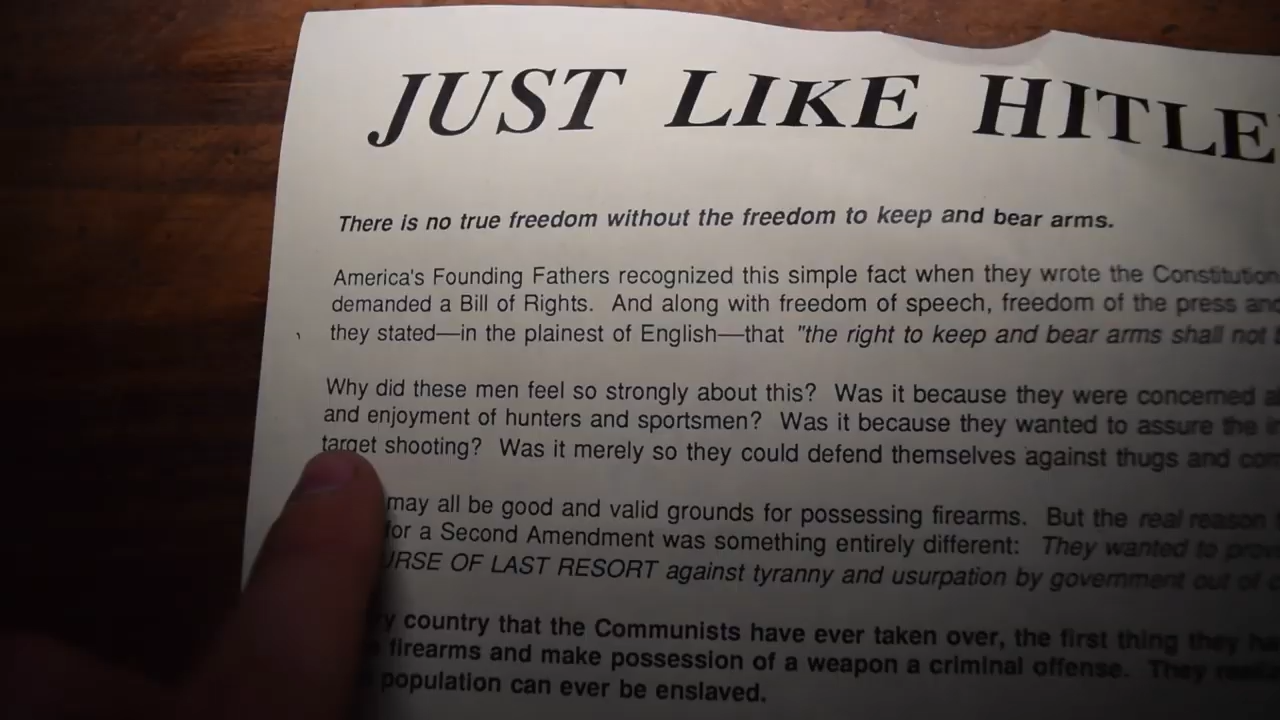 JUST LIKE HITLE
There is no true freedom without the freedom to keep and bear arms.
America's Founding Fathers recognized this simple fact when they wrote the Constitution
demanded a Bill of Rights. And along with freedom of speech, freedom of the press and
they stated—in the plainest of English—that "the right to keep and bear arms shall not
Why did these men feel so strongly about this? Was it because they were concerned
and enjoyment of hunters and sportsmen? Was it because they wanted to assure the
target shooting? Was it merely so they could defend themselves against thugs and
may all be good and valid grounds for possessing firearms. But the real reason
for a Second Amendment was something entirely different: They wanted to
URSE OF LAST RESORT against tyranny and usurpation by government out of
country that the Communists have ever taken over, the first thing they
firearms and make possession of a weapon a criminal offense. They
population can ever be enslaved.